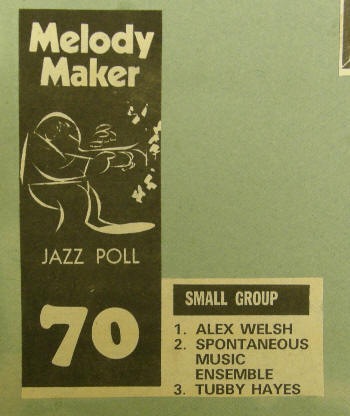 Melody
Maker
JAZZ POLL
70
SMALL GROUP
1. ALEX WELSH
2. SPONTANEOUS
MUSIC
ENSEMBLE
3. TUBBY HAYES